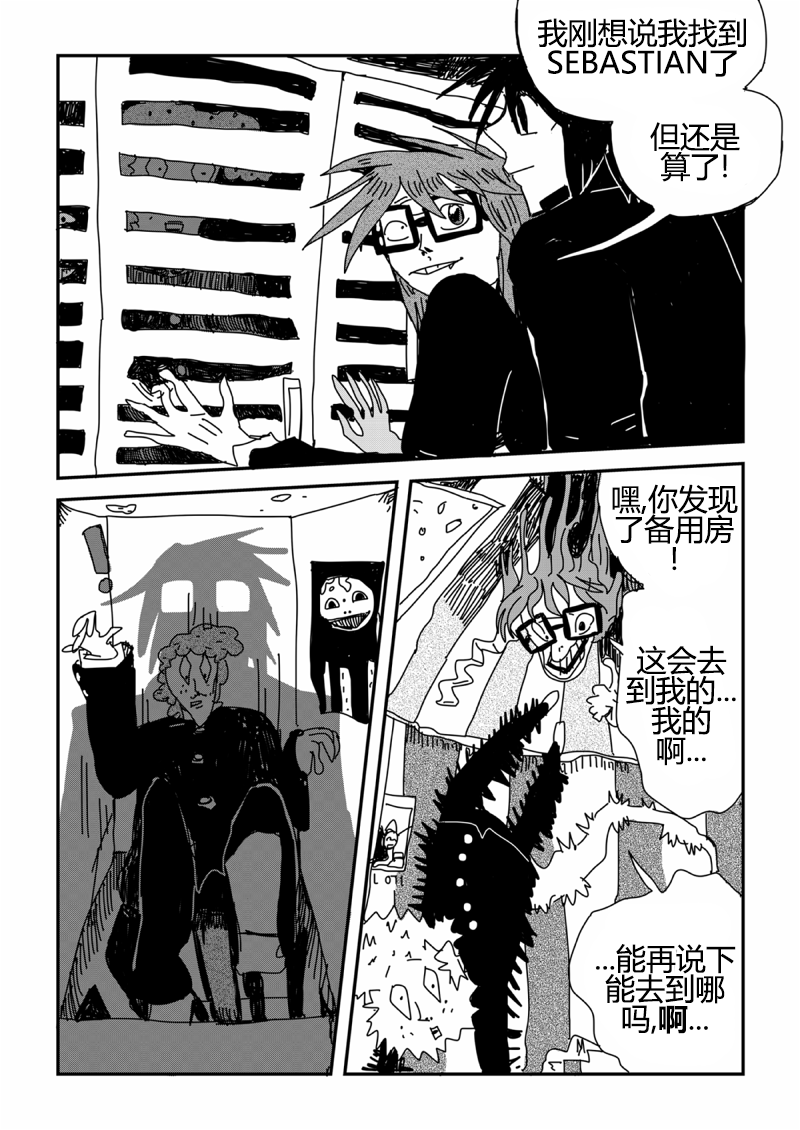 我刚想说我找到
SEBASTIAN了
但还是
算了!
!
嘿,你发现
了备用房
!
这会去
到我的...
我的
啊...
...能再说下
能去到哪
吗,啊...